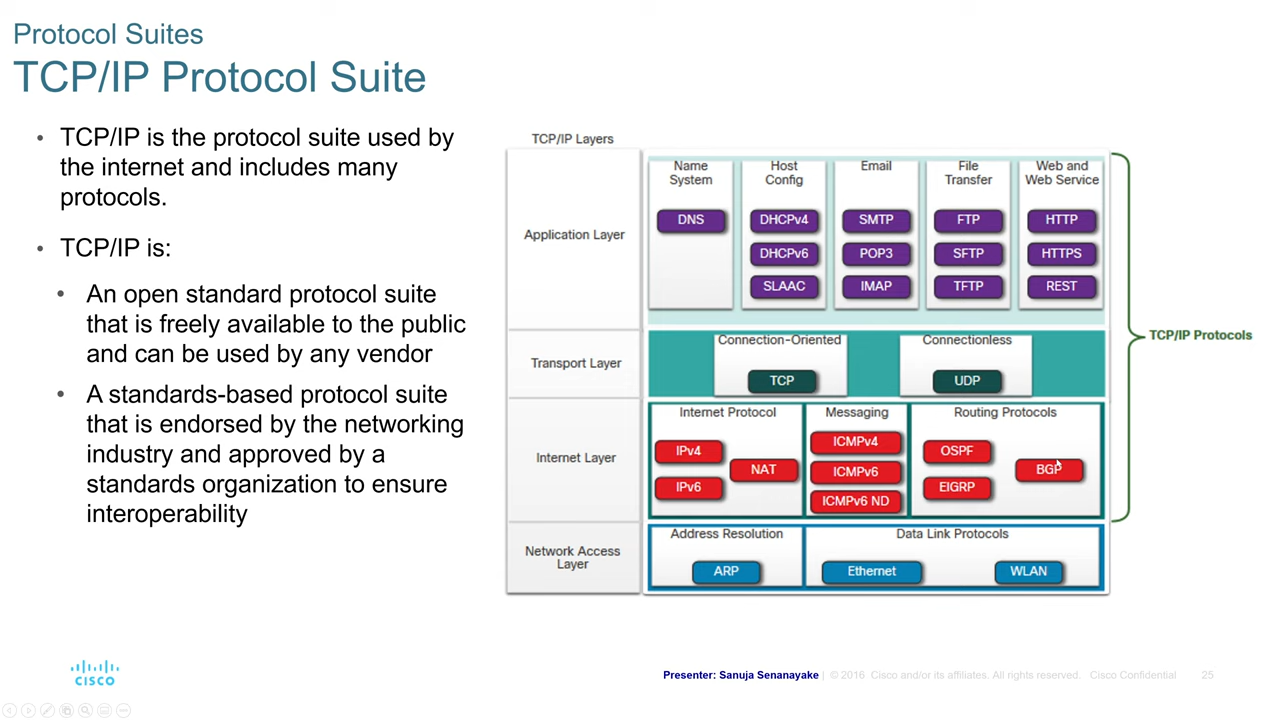 Protocol Suites
TCP/IP Protocol Suite
• TCP/IP is the protocol suite used by
the internet and includes many
protocols.
• TCP/IP is:
• An open standard protocol suite
that is freely available to the public
and can be used by any vendor
• A standards-based protocol suite
that is endorsed by the networking
industry and approved by a
standards organization to ensure
interoperability
TCP/IP Layers
Application Layer
Name
System
DNS
Host
Config
DHCPv4
DHCPv6
SLAAC
Email
SMTP
POP3
IMAP
File
Transfer
FTP
SFTP
TFTP
Web and
Web Service
HTTP
HTTPS
REST
Transport Layer
Connection-Oriented
TCP
Connectionless
UDP
Internet Layer
Internet Protocol
IPv4
NAT
IPv6
Messaging
ICMPv4
ICMPv6
ICMPv6 ND
Routing Protocols
OSPF
BGP
EIGRP
Network Access
Layer
Address Resolution
ARP
Data Link Protocols
Ethernet
WLAN
TCP/IP Protocols
CISCO
Presenter: Sanuja Senanayake | © 2016 Cisco and/or its affiliates. All rights reserved. Cisco Confidential
25